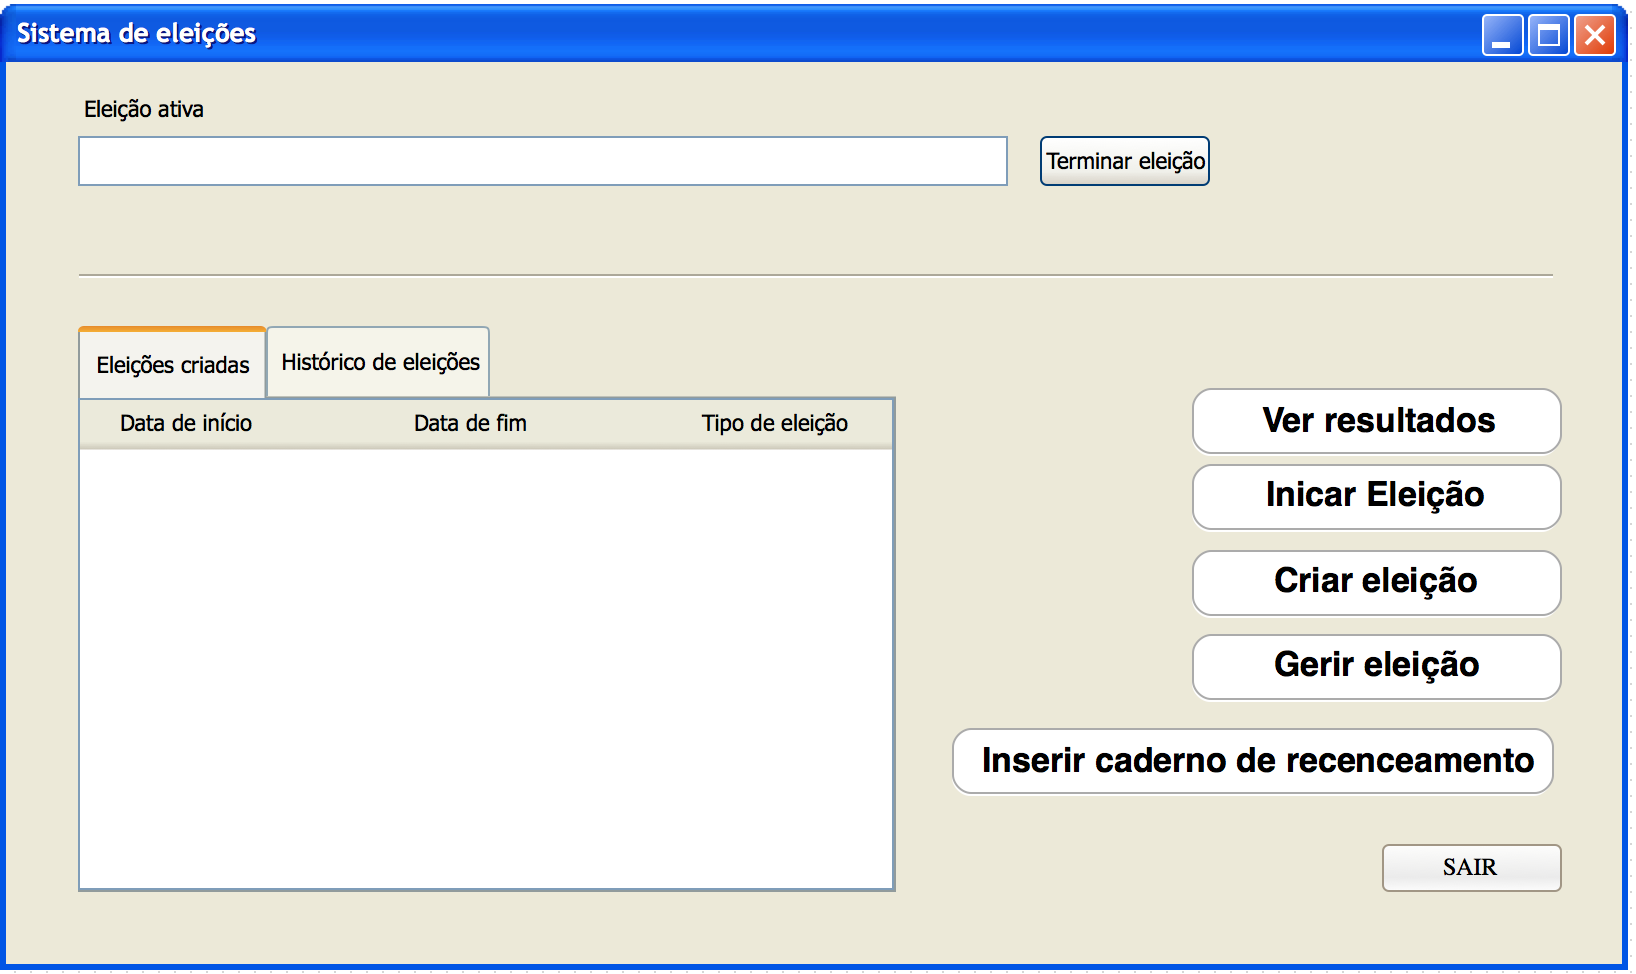 Sistema de eleições
Eleição ativa
Terminar eleição
Eleições criadas
Histórico de eleições
Data de início Data de fim Tipo de eleição
Ver resultados
Inicar Eleição
Criar eleição
Gerir eleição
Inserir caderno de recenceamento
SAIR